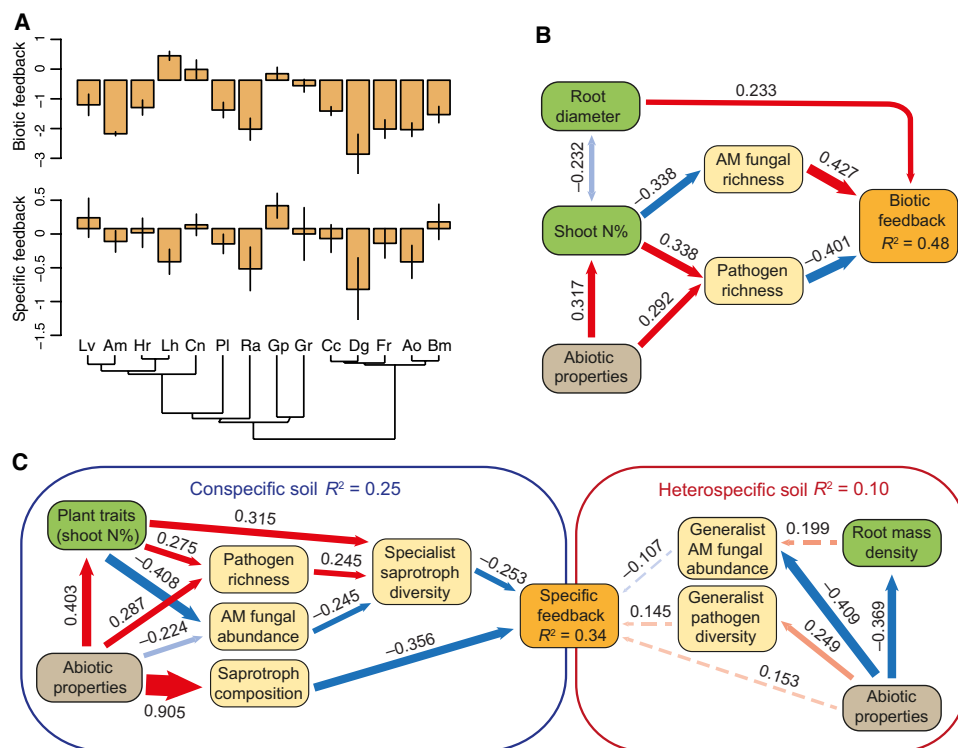 A
Biotic feedback
1
0
−1
−2
−3
Specific feedback
0.5
0
−0.5
−1
−1.5
Lv Am Hr Lh Cn Pl Ra Gp Gr Cc Dg Fr Ao Bm
B
Root
diameter
0.233
−0.232
AM fungal
richness
−0.338
0.427
Shoot N%
Biotic
feedback
R² = 0.48
0.338
−0.401
Pathogen
richness
0.317
0.292
Abiotic
properties
C
Conspecific soil R² = 0.25
Plant traits
(shoot N%)
0.315
0.275
Pathogen
richness
0.245
Specialist
saprotroph
diversity
−0.253
−0.408
0.403
0.287
AM fungal
abundance
−0.245
−0.224
Abiotic
properties
0.905
Saprotroph
composition
−0.356
Specific
feedback
R² = 0.34
Heterospecific soil R² = 0.10
Generalist
AM fungal
abundance
0.199
Root mass
density
−0.107
Generalist
pathogen
diversity
0.145
−0.409
−0.369
0.249
0.153
Abiotic
properties